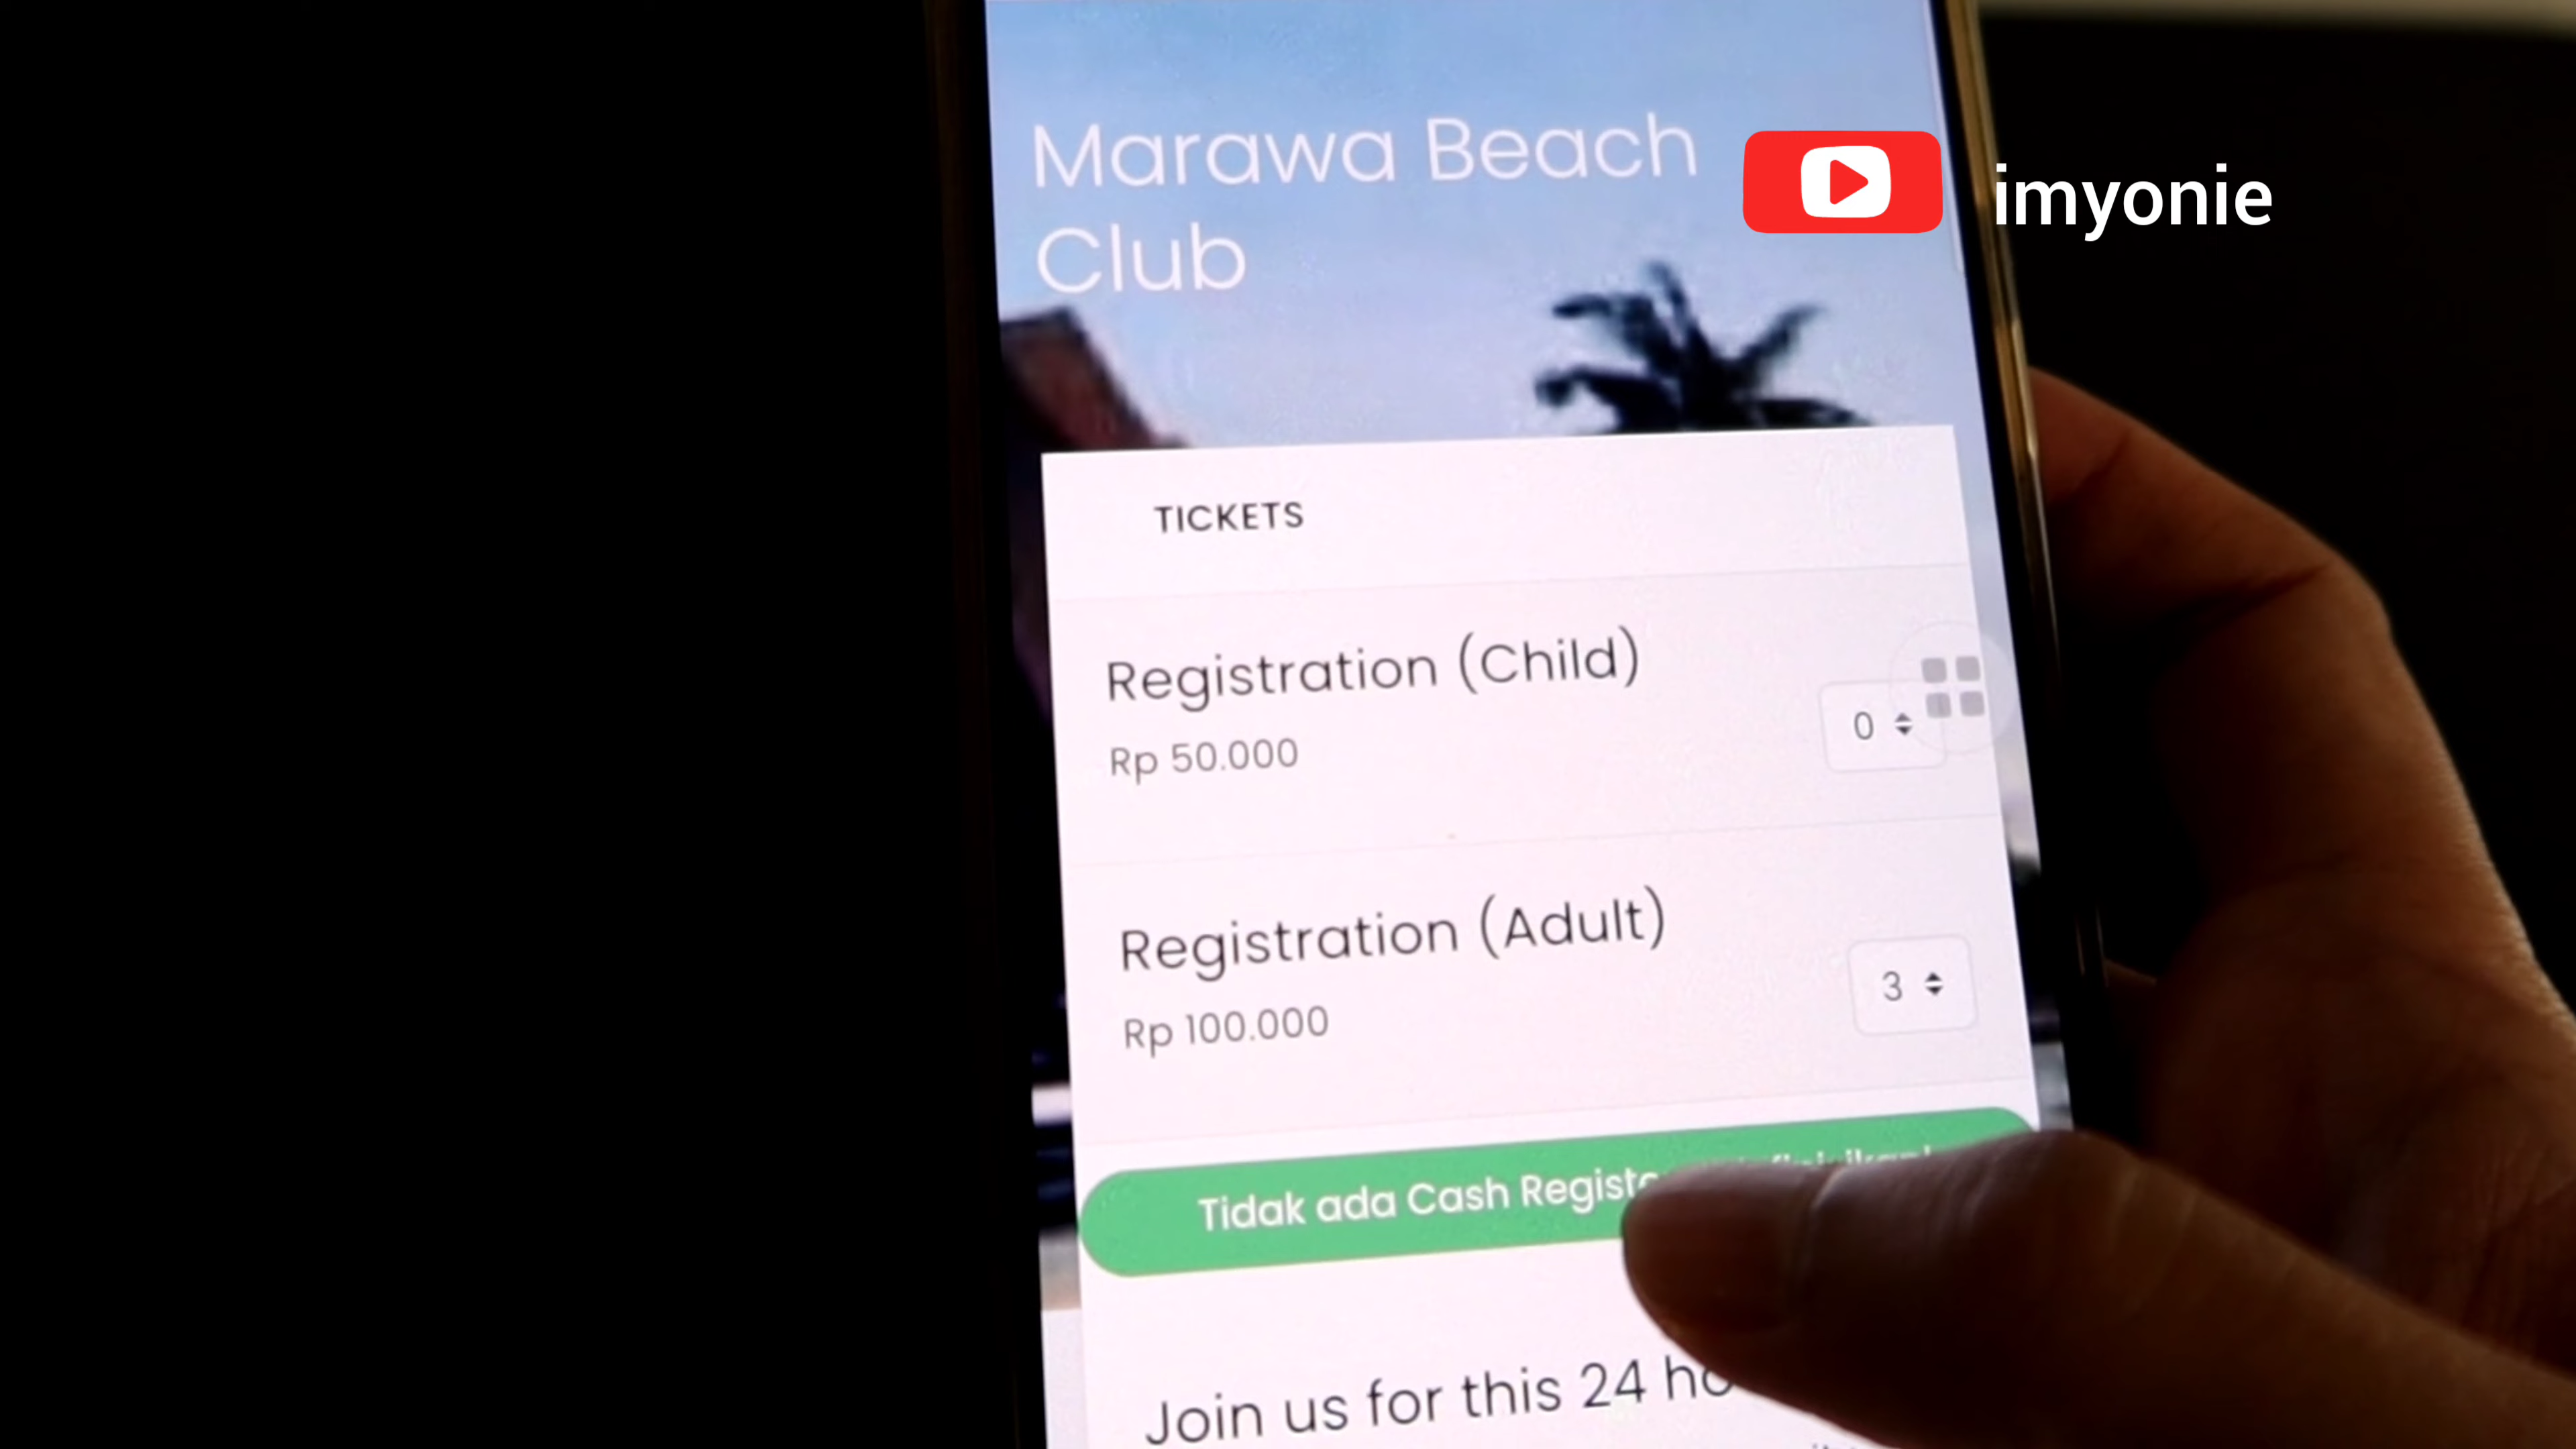 Marawa Beach
Club
imyonie
TICKETS
Registration (Child)
Rp 50.000
0
Registration (Adult)
Rp 100.000
3
Tidak ada Cash
Join us for this 24